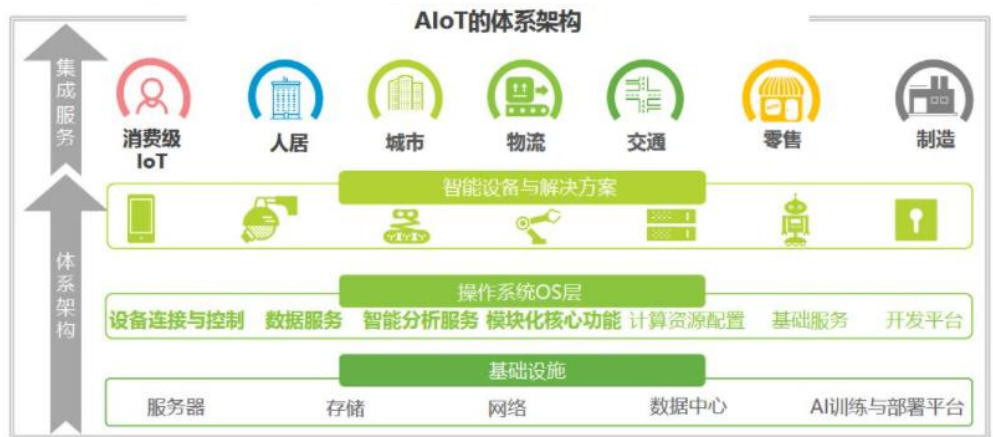 AIoT的体系架构
集成服务
消费级
IoT
人居
城市
物流
交通
零售
制造
智能设备与解决方案
体系架构
操作系统OS层
设备连接与控制 数据服务 智能分析服务 模块化核心功能 计算资源配置 基础服务 开发平台
基础设施
服务器 存储 网络 数据中心 AI训练与部署平台